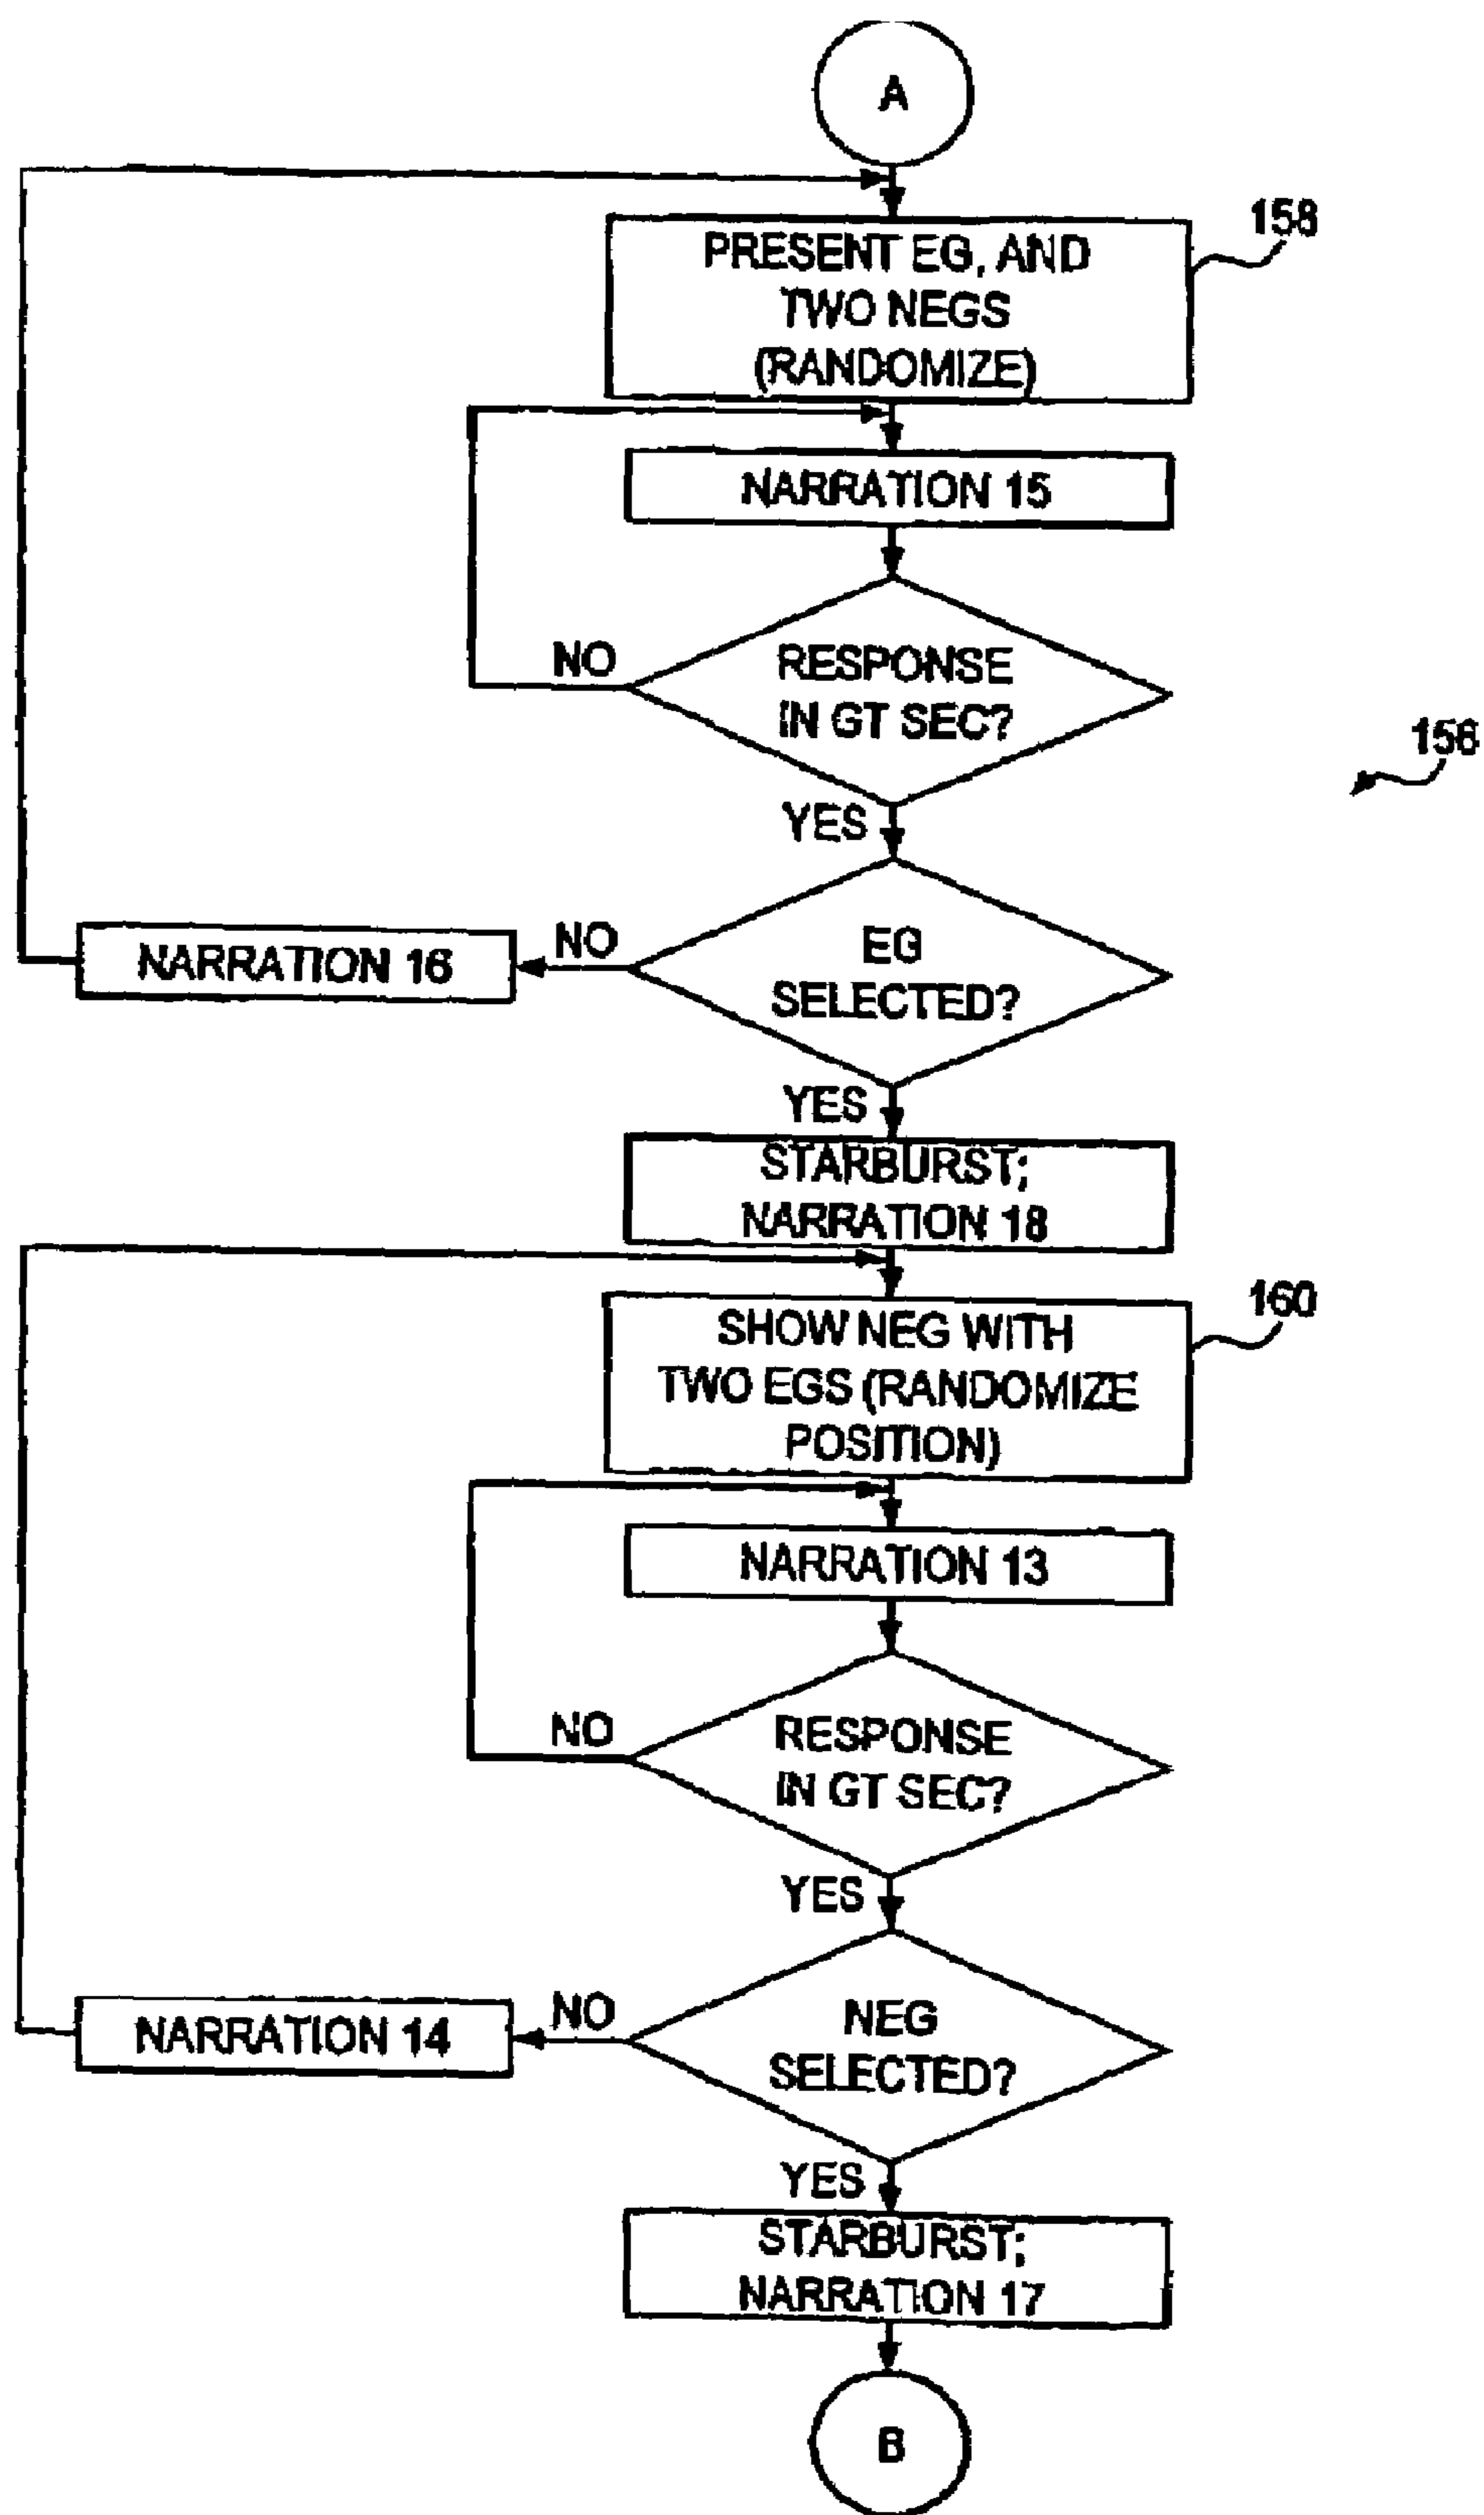 A
PRESENT EG, AND
TWO NEGS
(RANDOMIZE)
158
NARRATION 15
RESPONSE
IN GT SEC?
NO
YES
156
EG
SELECTED?
NO
NARRATION 16
YES
STARBURST;
NARRATION 18
SHOW NEG WITH
TWO EGS (RANDOMIZE
POSITION)
160
NARRATION 13
RESPONSE
IN GT SEC?
NO
YES
NEG
SELECTED?
NO
NARRATION 14
YES
STARBURST;
NARRATION 17
B